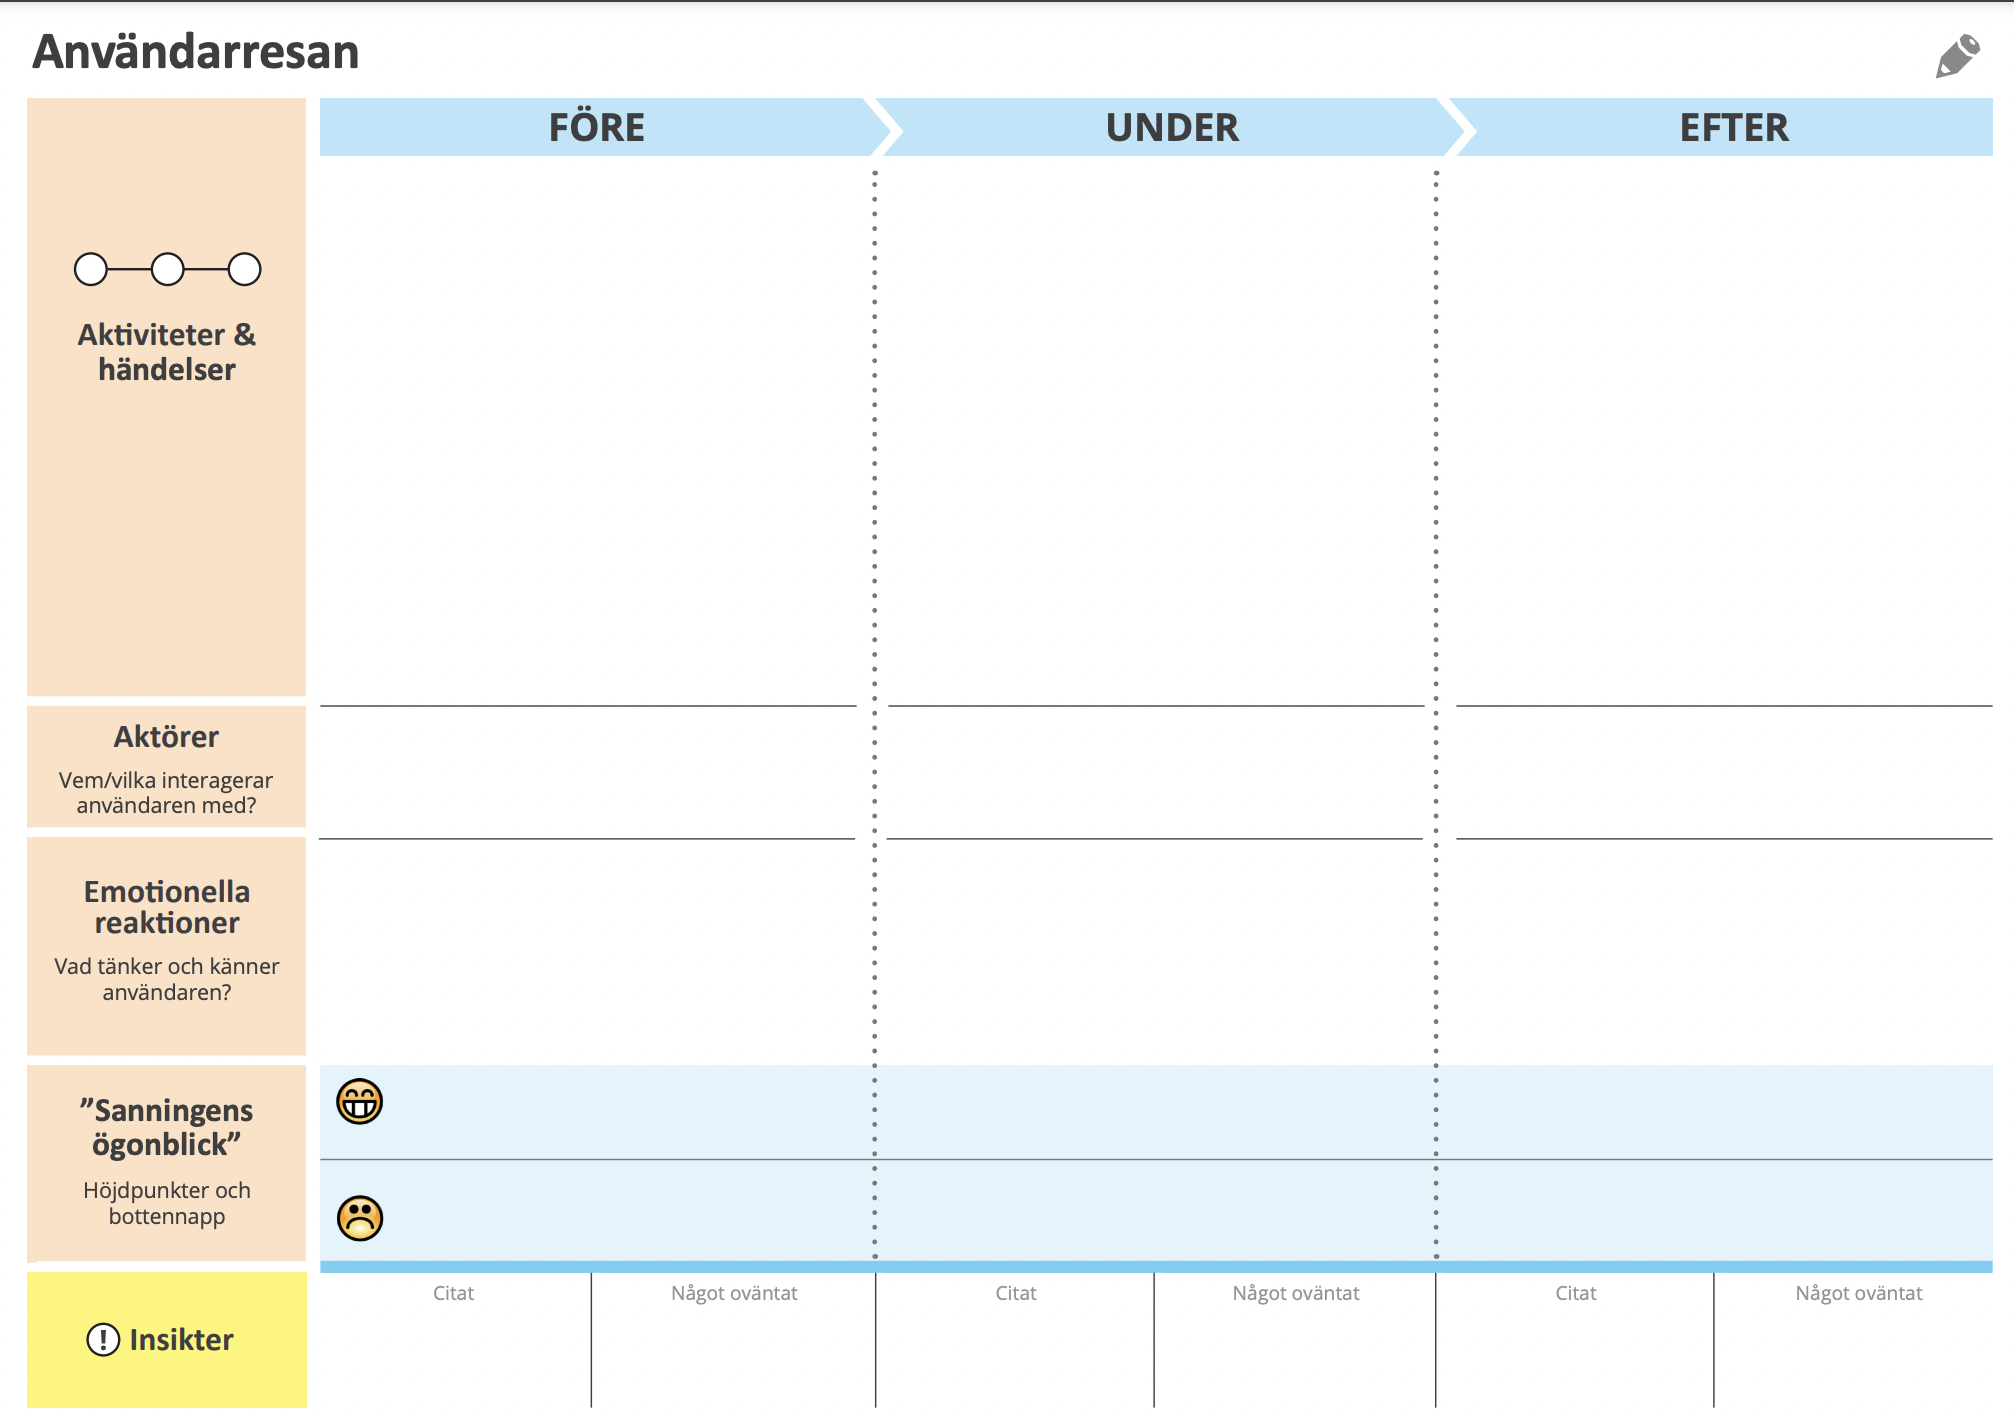 Användarresan
FÖRE
UNDER
EFTER
Aktiviteter &
händelser
Aktörer
Vem/vilka interagerar
användaren med?
Emotionella
reaktioner
Vad tänker och känner
användaren?
”Sanningens
ögonblick”
Höjdpunkter och
bottennapp
! Insikter
Citat
Något oväntat
Citat
Något oväntat
Citat
Något oväntat